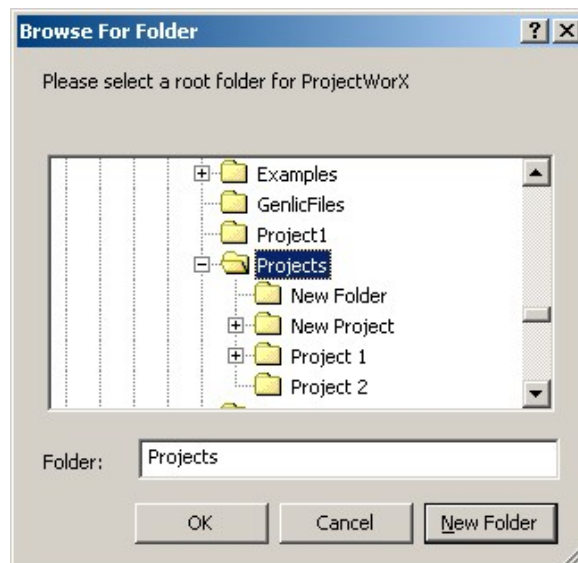 Browse For Folder
Please select a root folder for ProjectWorX
Examples
GenlicFiles
Project1
Projects
New Folder
New Project
Project 1
Project 2
Folder: Projects
OK Cancel New Folder